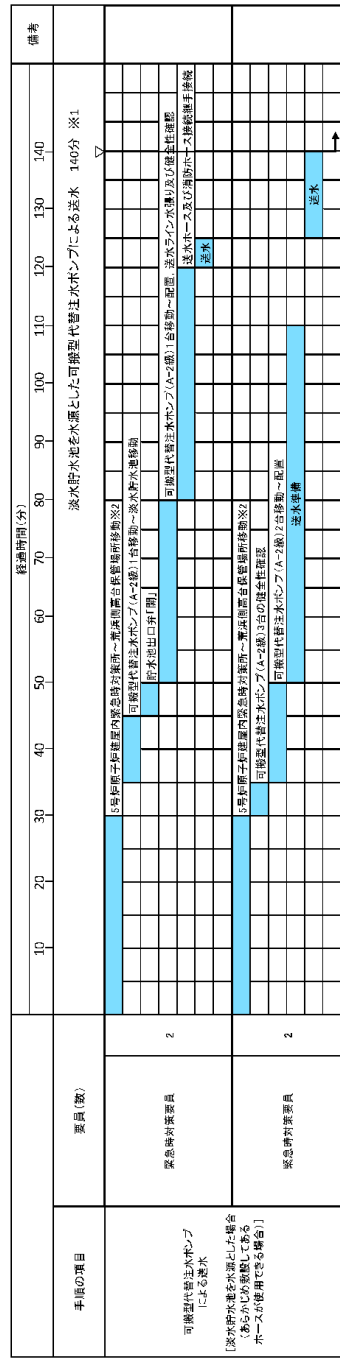 手順の項目
要員(数)
経過時間(分)
備考
10
20
30
40
50
60
70
80
90
100
110
120
130
140
淡水貯水池を水源とした可搬型代替注水ポンプによる送水 140分 ※1
▽
可搬型代替注水ポンプ
による送水
[淡水貯水池を水源とした場合
(あらかじめ敷設してある
ホースが使用できる場合)]
緊急時対策要員
2
5号炉原子炉建屋内緊急時対策所~荒浜側高台保管場所移動※2
可搬型代替注水ポンプ(A-2級)1台移動~淡水貯水池移動
貯水池出口弁「開」
可搬型代替注水ポンプ(A-2級)1台移動~配置、送水ライン水張り及び健全性確認
送水ホース及び消防ホース接続継手接続
送水
緊急時対策要員
2
5号炉原子炉建屋内緊急時対策所~荒浜側高台保管場所移動※2
可搬型代替注水ポンプ(A-2級)3台の健全性確認
可搬型代替注水ポンプ(A-2級)2台移動~配置
送水準備
送水